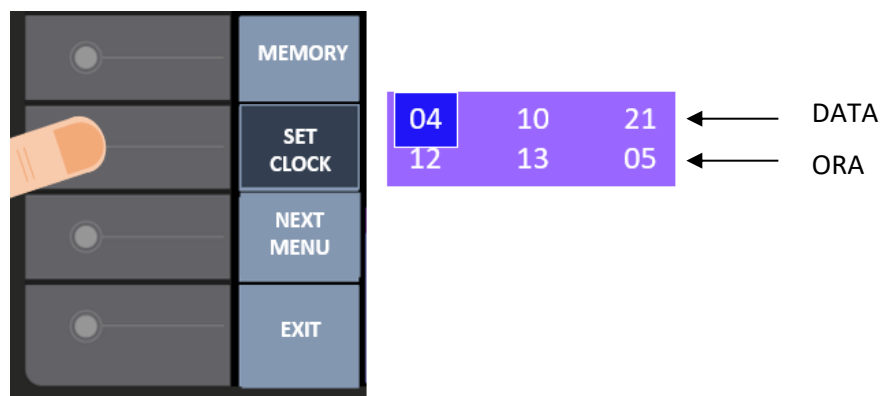 MEMORY
SET
CLOCK
NEXT
MENU
EXIT
04 10 21 DATA
12 13 05 ORA